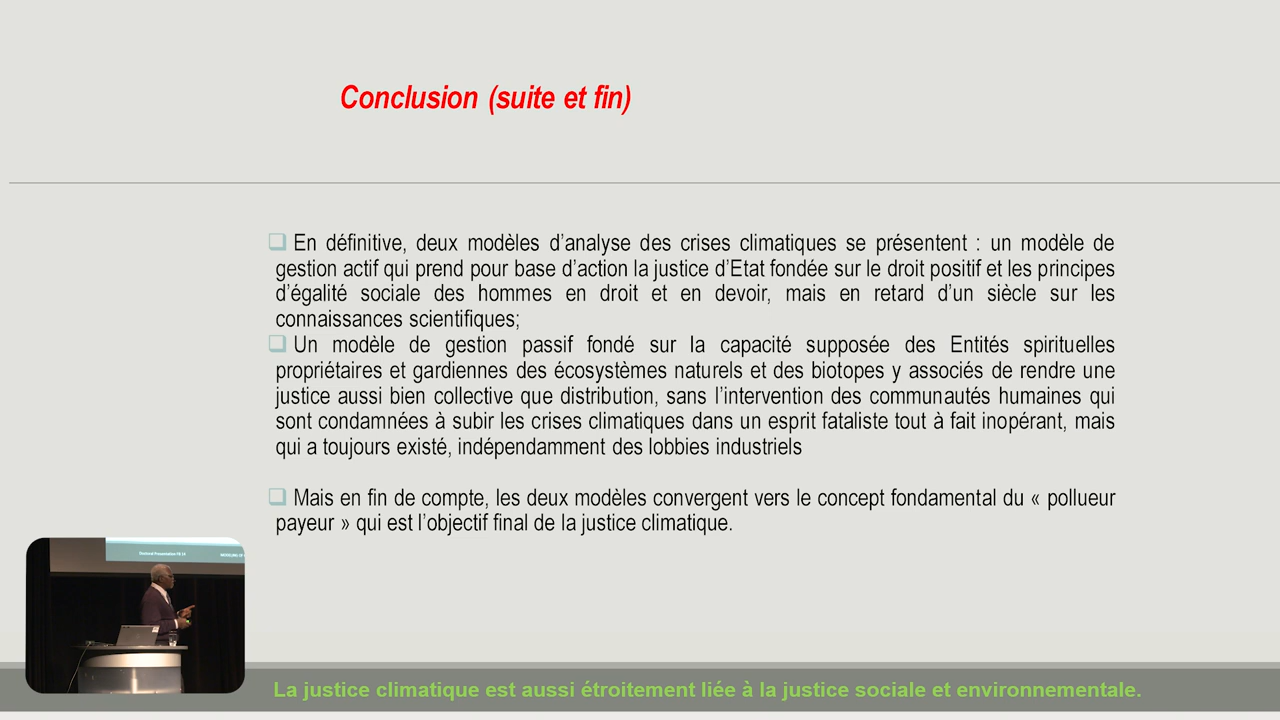 Conclusion (suite et fin)
En définitive, deux modèles d’analyse des crises climatiques se présentent : un modèle de
gestion actif qui prend pour base d’action la justice d’Etat fondée sur le droit positif et les principes
d’égalité sociale des hommes en droit et en devoir, mais en retard d’un siècle sur les
connaissances scientifiques;
Un modèle de gestion passif fondé sur la capacité supposée des Entités spirituelles
propriétaires et gardiennes des écosystèmes naturels et des biotopes y associés de rendre une
justice aussi bien collective que distribution, sans l’intervention des communautés humaines qui
sont condamnées à subir les crises climatiques dans un esprit fataliste tout à fait inopérant, mais
qui a toujours existé, indépendamment des lobbies industriels
Mais en fin de compte, les deux modèles convergent vers le concept fondamental du « pollueur
payeur » qui est l’objectif final de la justice climatique.
La justice climatique est aussi étroitement liée à la justice sociale et environnementale.